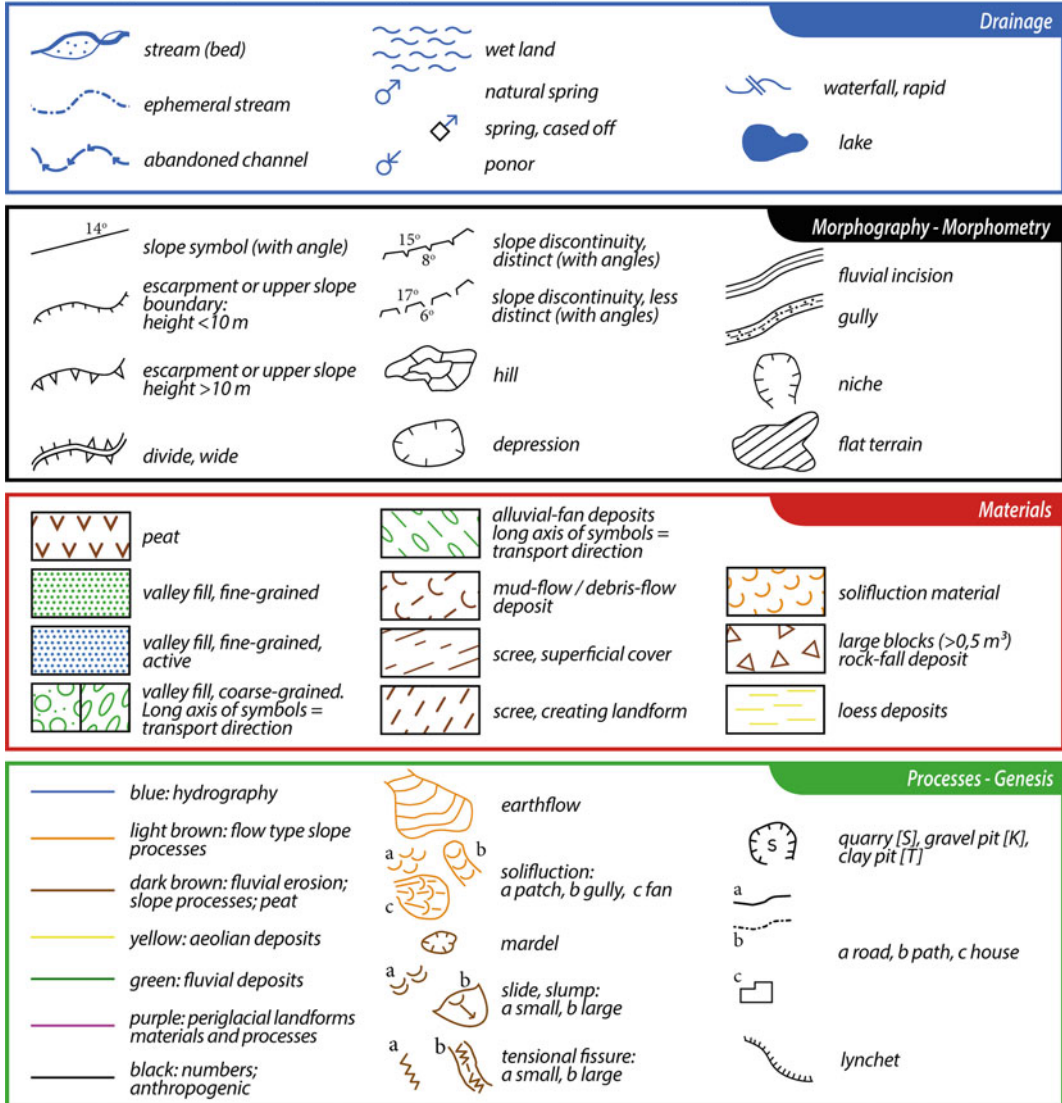 Drainage
stream (bed)
ephemeral stream
abandoned channel
wet land
natural spring
spring, cased off
ponor
waterfall, rapid
lake
Morphography - Morphometry
14°
slope symbol (with angle)
escarpment or upper slope
boundary:
height <10 m
escarpment or upper slope
height >10 m
divide, wide
15°
8°
slope discontinuity,
distinct (with angles)
17°
6°
slope discontinuity, less
distinct (with angles)
hill
depression
fluvial incision
gully
niche
flat terrain
Materials
peat
valley fill, fine-grained
valley fill, fine-grained,
active
valley fill, coarse-grained.
Long axis of symbols =
transport direction
alluvial-fan deposits
long axis of symbols =
transport direction
mud-flow / debris-flow
deposit
scree, superficial cover
scree, creating landform
solifluction material
large blocks (>0,5 m³)
rock-fall deposit
loess deposits
Processes - Genesis
blue: hydrography
light brown: flow type slope
processes
dark brown: fluvial erosion;
slope processes; peat
yellow: aeolian deposits
green: fluvial deposits
purple: periglacial landforms
materials and processes
black: numbers;
anthropogenic
earthflow
a
b
c
solifluction:
a patch, b gully, c fan
mardel
a
b
slide, slump:
a small, b large
a
b
tensional fissure:
a small, b large
S
quarry [S], gravel pit [K],
clay pit [T]
a
b
c
a road, b path, c house
lynchet